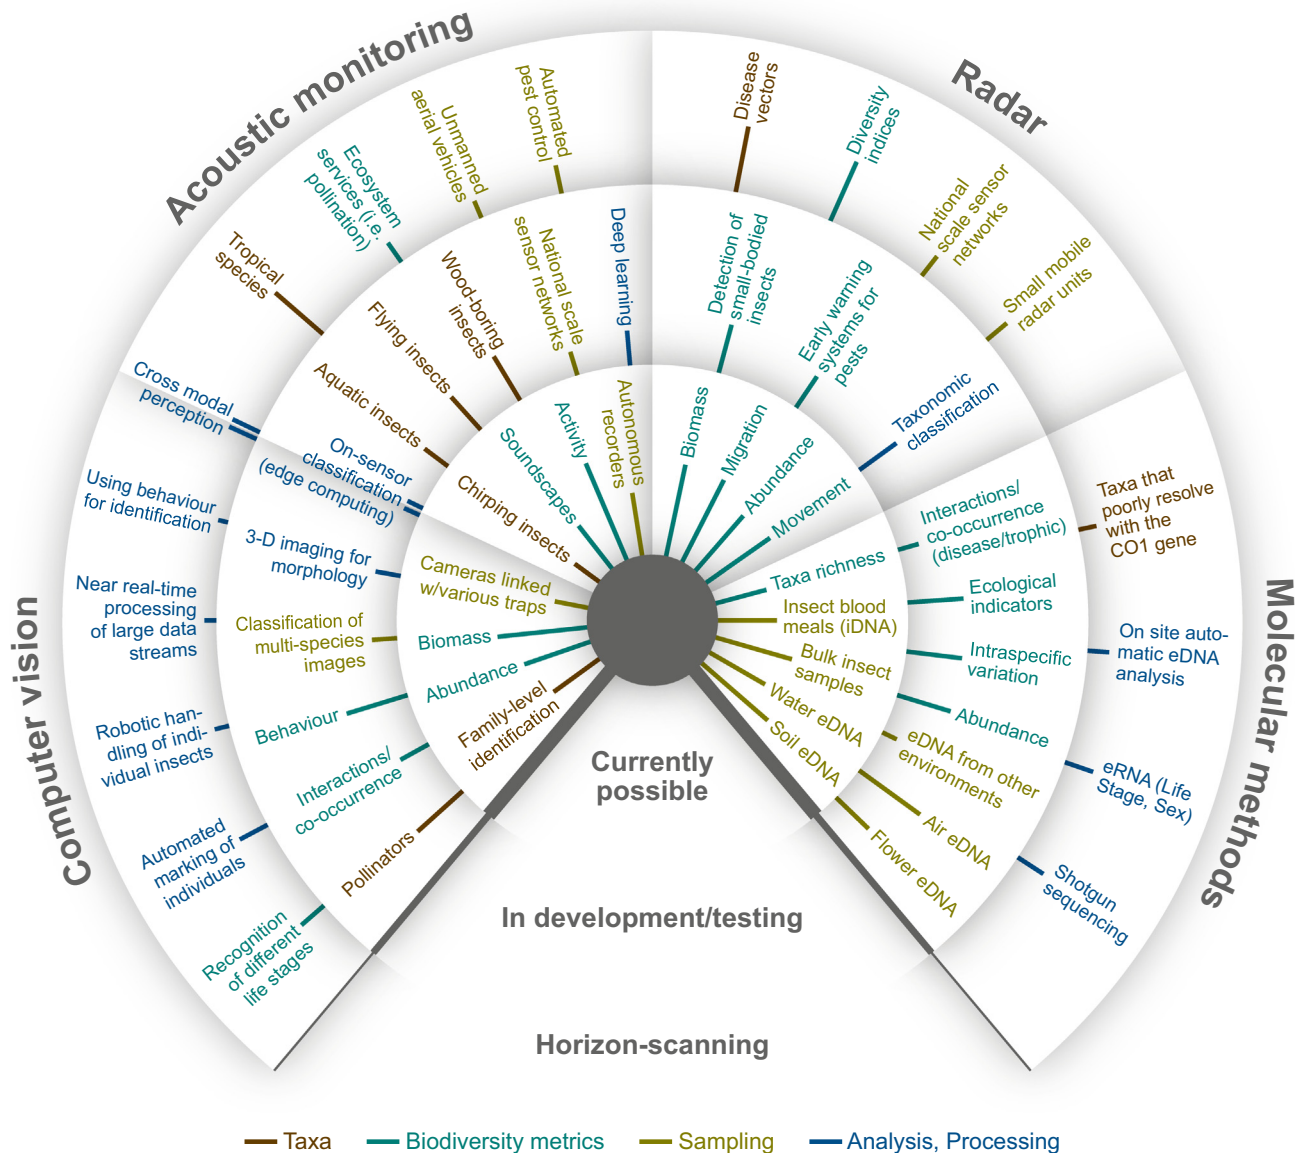 Acoustic monitoring
Automated
pest control
Unmanned
aerial vehicles
Ecosystem
services (i.e.
pollination)
Tropical
species
Cross modal
perception
Deep learning
National scale
sensor networks
Wood-boring
insects
Flying insects
Aquatic insects
On-sensor
classification
(edge computing)
Autonomous
recorders
Activity
Soundscapes
Chirping insects
Radar
Disease
vectors
Diversity
indices
National
scale sensor
networks
Small mobile
radar units
Detection of
small-bodied
insects
Early warning
systems for
pests
Taxonomic
classification
Biomass
Migration
Abundance
Movement
Computer vision
Using behaviour
for identification
Near real-time
processing
of large data
streams
Robotic han-
dling of indi-
vidual insects
Automated
marking of
individuals
Recognition
of different
life stages
3-D imaging for
morphology
Classification of
multi-species
images
Behaviour
Interactions/
co-occurrence
Pollinators
Cameras linked
w/various traps
Biomass
Abundance
Family-level
identification
Molecular methods
Taxa that
poorly resolve
with the
CO1 gene
On site auto-
matic eDNA
analysis
eRNA (Life
Stage, Sex)
Shotgun
sequencing
Interactions/
co-occurrence
(disease/trophic)
Ecological
indicators
Intraspecific
variation
Abundance
eDNA from other
environments
Air eDNA
Flower eDNA
Taxa richness
Insect blood
meals (iDNA)
Bulk insect
samples
Water eDNA
Soil eDNA
Currently
possible
In development/testing
Horizon-scanning
Taxa
Biodiversity metrics
Sampling
Analysis, Processing